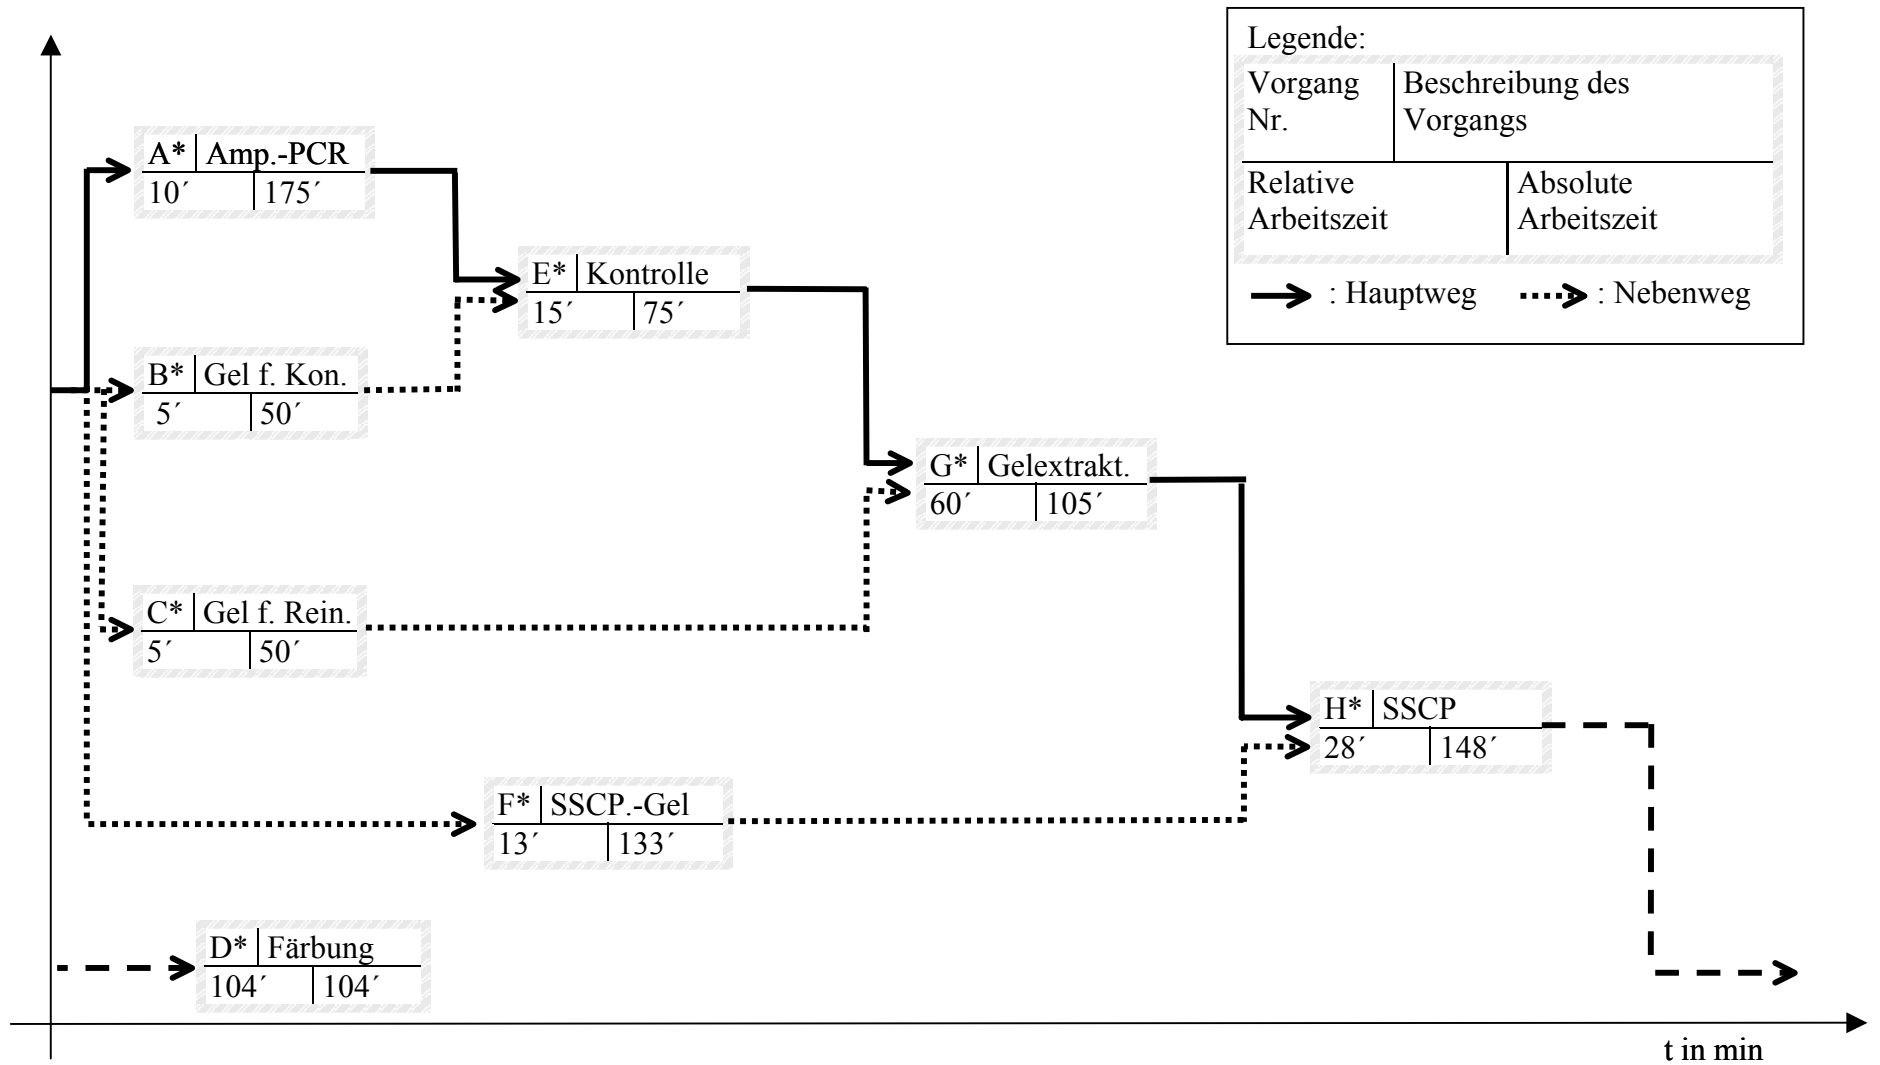 Legende:
Vorgang Nr.
Beschreibung des Vorgangs
Relative Arbeitszeit
Absolute Arbeitszeit
: Hauptweg
: Nebenweg
A* Amp.-PCR
10´ 175´
E* Kontrolle
15´ 75´
B* Gel f. Kon.
5´ 50´
G* Gelextrakt.
60´ 105´
C* Gel f. Rein.
5´ 50´
H* SSCP
28´ 148´
F* SSCP.-Gel
13´ 133´
D* Färbung
104´ 104´
t in min